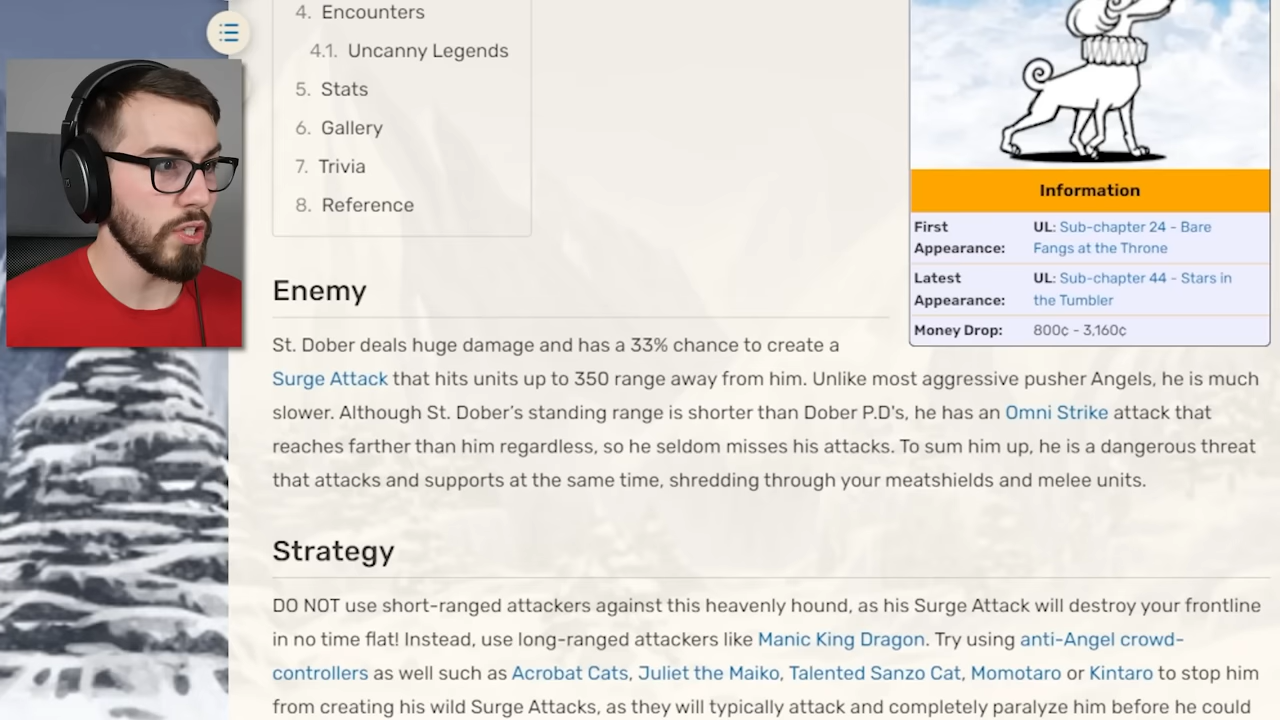 4. Encounters
4.1. Uncanny Legends
5. Stats
6. Gallery
7. Trivia
8. Reference
Information
First Appearance: UL: Sub-chapter 24 - Bare Fangs at the Throne
Latest Appearance: UL: Sub-chapter 44 - Stars in the Tumbler
Money Drop: 800¢ - 3,160¢
Enemy
St. Dober deals huge damage and has a 33% chance to create a
Surge Attack that hits units up to 350 range away from him. Unlike most aggressive pusher Angels, he is much
slower. Although St. Dober's standing range is shorter than Dober P.D's, he has an Omni Strike attack that
reaches farther than him regardless, so he seldom misses his attacks. To sum him up, he is a dangerous threat
that attacks and supports at the same time, shredding through your meatshields and melee units.
Strategy
DO NOT use short-ranged attackers against this heavenly hound, as his Surge Attack will destroy your frontline
in no time flat! Instead, use long-ranged attackers like Manic King Dragon. Try using anti-Angel crowd-
controllers as well such as Acrobat Cats, Juliet the Maiko, Talented Sanzo Cat, Momotaro or Kintaro to stop him
from creating his wild Surge Attacks, as they will typically attack and completely paralyze him before he could